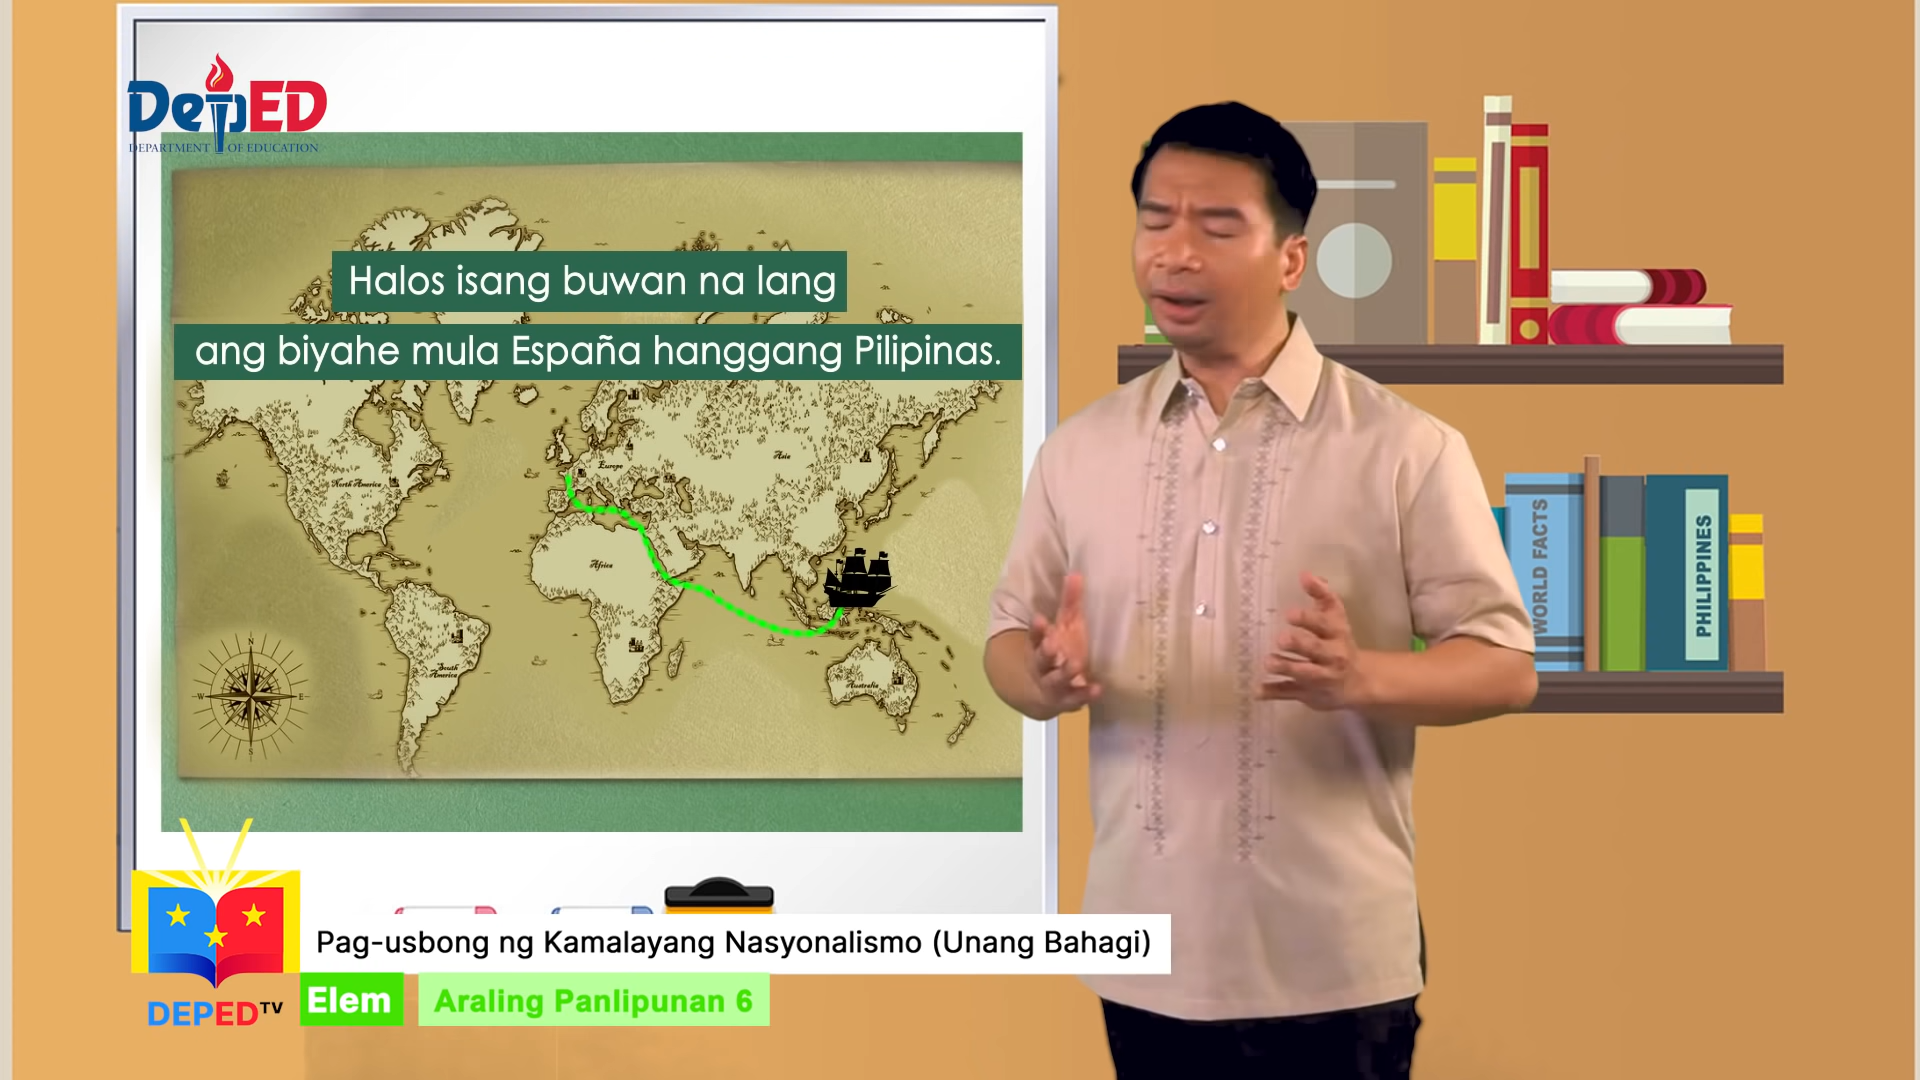 DepED
DEPARTMENT OF EDUCATION
Halos isang buwan na lang
ang biyahe mula España hanggang Pilipinas.
North America
Europe
Asia
Africa
South
America
Australia
N
W
E
S
WORLD FACTS
PHILIPPINES
Pag-usbong ng Kamalayang Nasyonalismo (Unang Bahagi)
DEPED TV
Elem
Araling Panlipunan 6